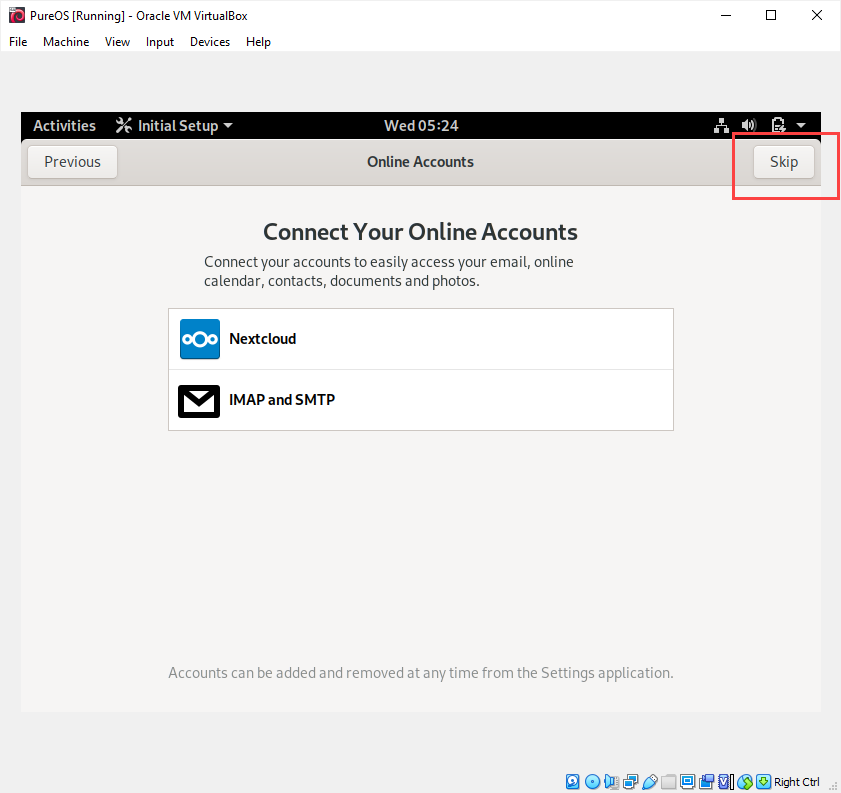 PureOS [Running] - Oracle VM VirtualBox
File Machine View Input Devices Help
Activities Initial Setup Wed 05:24
Previous Online Accounts Skip
Connect Your Online Accounts
Connect your accounts to easily access your email, online
calendar, contacts, documents and photos.
Nextcloud
IMAP and SMTP
Accounts can be added and removed at any time from the Settings application.
Right Ctrl